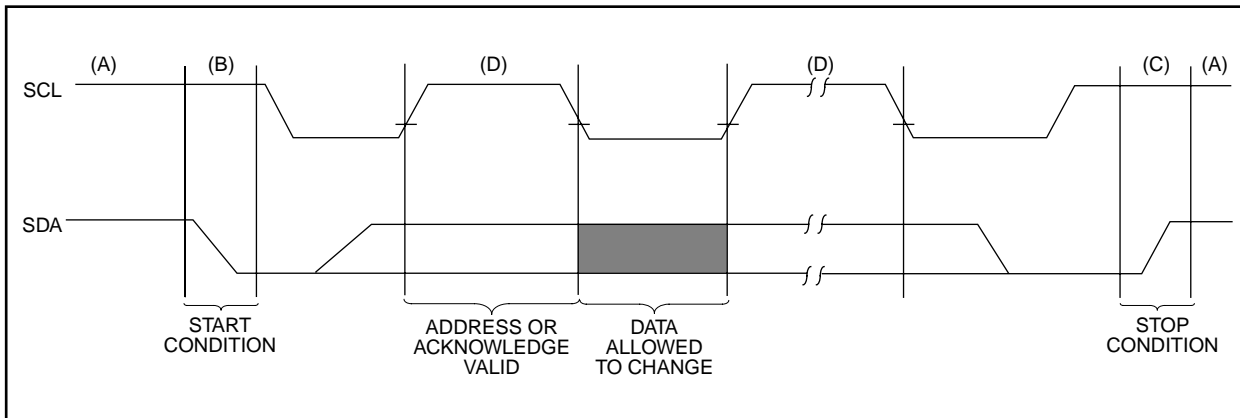 (A) (B) (D) (D) (C) (A)
SCL
SDA
START
CONDITION
ADDRESS OR
ACKNOWLEDGE
VALID
DATA
ALLOWED
TO CHANGE
STOP
CONDITION